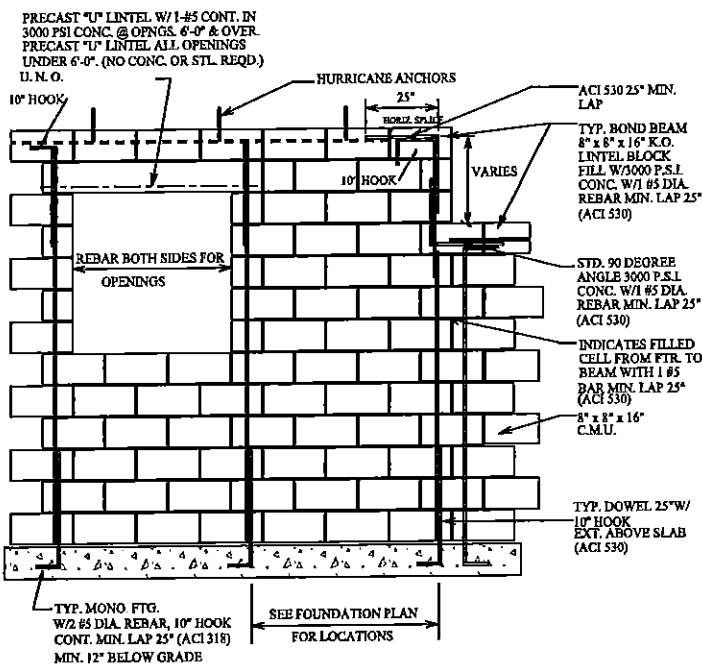 PRECAST "U" LINTEL W/ 1-#5 CONT. IN
3000 PSI CONC. @ OPNGS. 6'-0" & OVER.
PRECAST "U" LINTEL ALL OPENINGS
UNDER 6'-0". (NO CONC. OR STL. REQD.)
U. N. O.
10" HOOK
HURRICANE ANCHORS
25"
HORIZ. SPLICE
ACI 530 25" MIN.
LAP
TYP. BOND BEAM
8" x 8" x 16" K.O.
LINTEL BLOCK
FILL W/3000 P.S.I.
CONC. W/1 #5 DIA.
REBAR MIN. LAP 25"
(ACI 530)
VARIES
10" HOOK
REBAR BOTH SIDES FOR
OPENINGS
STD. 90 DEGREE
ANGLE 3000 P.S.I.
CONC. W/1 #5 DIA.
REBAR MIN. LAP 25"
(ACI 530)
INDICATES FILLED
CELL FROM FTR. TO
BEAM WITH 1 #5
BAR MIN. LAP 25"
(ACI 530)
8" x 8" x 16"
C.M.U.
TYP. DOWEL 25"W/
10" HOOK
EXT. ABOVE SLAB
(ACI 530)
TYP. MONO. FTG.
W/2 #5 DIA. REBAR, 10" HOOK
CONT. MIN. LAP 25" (ACI 318)
MIN. 12" BELOW GRADE
SEE FOUNDATION PLAN
FOR LOCATIONS